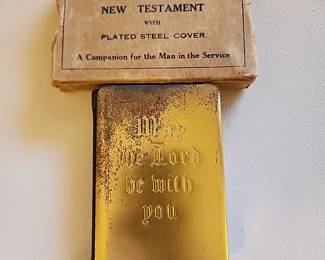 NEW TESTAMENT
WITH
PLATED STEEL COVER
A Companion for the Man in the Service
May
the Lord
be with
you